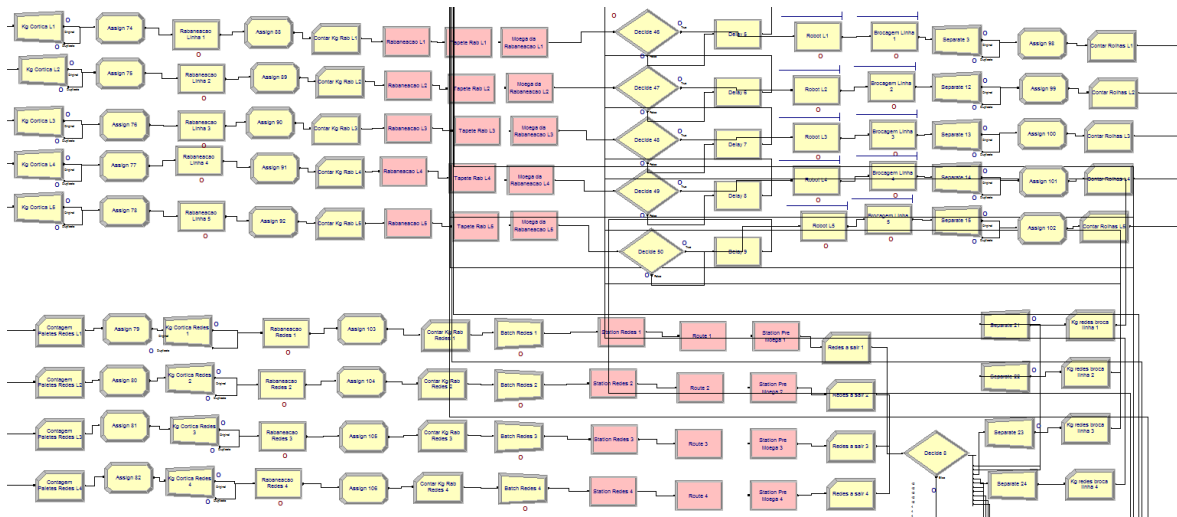 Kg Cortica L1
Assign 74
Rabaneacao
Linha 1
Assign 88
Contar Kg Rab L1
Rabaneacao L1
Tapete Rab L1
Moega da
Rabaneacao L1
Decide 46
True
Delay 5
Robot L1
Brocagem Linha
1
Separate 3
Original
Duplicate
Assign 98
Contar Rolhas L1
Kg Cortica L2
Assign 75
Rabaneacao
Linha 2
Assign 89
Contar Kg Rab L2
Rabaneacao L2
Tapete Rab L2
Moega da
Rabaneacao L2
Decide 47
Delay 6
Robot L2
Brocagem Linha
2
Separate 12
Assign 99
Contar Rolhas L2
Kg Cortica L3
Assign 76
Rabaneacao
Linha 3
Assign 90
Contar Kg Rab L3
Rabaneacao L3
Tapete Rab L3
Moega da
Rabaneacao L3
Decide 48
Delay 7
Robot L3
Brocagem Linha
3
Separate 13
Assign 100
Contar Rolhas L3
Kg Cortica L4
Assign 77
Rabaneacao
Linha 4
Assign 91
Contar Kg Rab L4
Rabaneacao L4
Tapete Rab L4
Moega da
Rabaneacao L4
Decide 49
Delay 8
Robot L4
Brocagem Linha
Separate 14
Assign 101
Contar Rolhas L4
Kg Cortica L5
Assign 78
Rabaneacao
Linha 5
Assign 92
Contar Kg Rab L5
Rabaneacao L5
Tapete Rab L5
Moega da
Rabaneacao L5
Decide 50
True
False
Delay 9
Robot L5
Brocagem Linha
5
Separate 15
Assign 102
Contar Rolhas L5
Contagem
Paletes Redes L1
Assign 79
Kg Cortica Redes
1
Rabaneacao
Redes 1
Assign 103
Contar Kg Rab
Redes 1
Batch Redes 1
Station Redes 1
Route 1
Station Pre
Moega 1
Redes a sair 1
Separate 21
Kg redes broca
linha 1
Contagem
Paletes Redes L2
Assign 80
Kg Cortica Redes
2
Rabaneacao
Redes 2
Assign 104
Contar Kg Rab
Redes 2
Batch Redes 2
Station Redes 2
Route 2
Station Pre
Moega 2
Redes a sair 2
Separate 22
Kg redes broca
linha 2
Contagem
Paletes Redes L3
Assign 81
Kg Cortica Redes
3
Rabaneacao
Redes 3
Assign 105
Contar Kg Rab
Redes 3
Batch Redes 3
Station Redes 3
Route 3
Station Pre
Moega 3
Redes a sair 3
Decide 8
Separate 23
Kg redes broca
linha 3
Contagem
Paletes Redes L4
Assign 82
Kg Cortica Redes
4
Rabaneacao
Redes 4
Assign 106
Contar Kg Rab
Redes 4
Batch Redes 4
Station Redes 4
Route 4
Station Pre
Moega 4
Redes a sair 4
Separate 24
Kg redes broca
linha 4